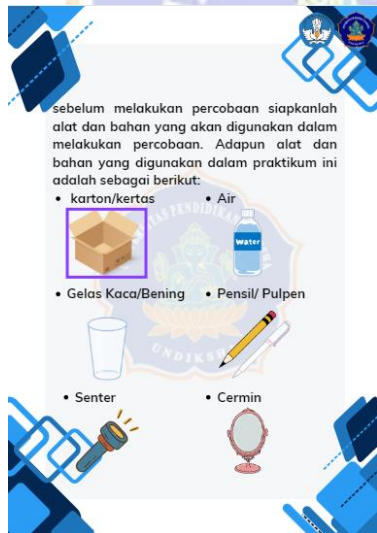 sebelum melakukan percobaan siapkanlah
alat dan bahan yang akan digunakan dalam
melakukan percobaan. Adapun alat dan
bahan yang digunakan dalam praktikum ini
adalah sebagai berikut:
• karton/kertas
• Air
Water
• Gelas Kaca/Bening
• Pensil/ Pulpen
UNDIKSHA
• Senter
• Cermin